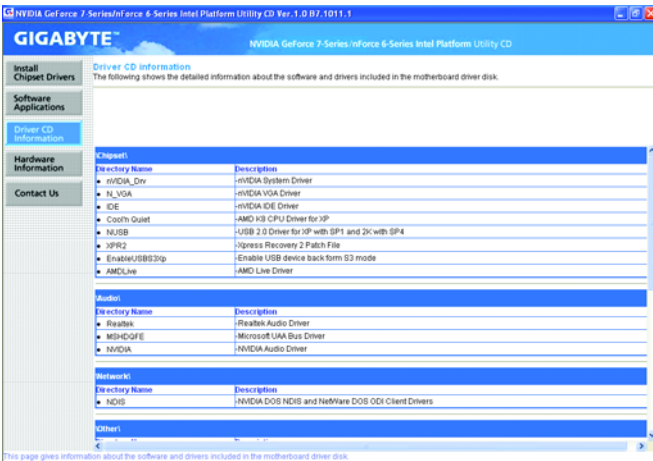 NVIDIA GeForce 7-Series/nForce 6-Series Intel Platform Utility CD Ver.1.0 B7.1011.1
GIGABYTE™
NVIDIA GeForce 7-Series/nForce 6-Series Intel Platform Utility CD
Install
Chipset Drivers
Software
Applications
Driver CD
Information
Hardware
Information
Contact Us
Driver CD information
The following shows the detailed information about the software and drivers included in the motherboard driver disk.
\Chipset\
Directory Name Description
• nVIDIA_Drv -nVIDIA System Driver
• N_VGA -nVIDIA VGA Driver
• IDE -nVIDIA IDE Driver
• Cool'n Quiet -AMD K8 CPU Driver for XP
• NUSB -USB 2.0 Driver for XP with SP1 and 2K with SP4
• XPR2 -Xpress Recovery 2 Patch File
• EnableUSBS3Xp -Enable USB device back form S3 mode
• AMDLive -AMD Live Driver
\Audio\
Directory Name Description
• Realtek -Realtek Audio Driver
• MSHDQFE -Microsoft UAA Bus Driver
• NVIDIA -NVIDIA Audio Driver
\Network\
Directory Name Description
• NDIS -NVIDIA DOS NDIS and NetWare DOS ODI Client Drivers
\Other\
This page gives information about the software and drivers included in the motherboard driver disk.